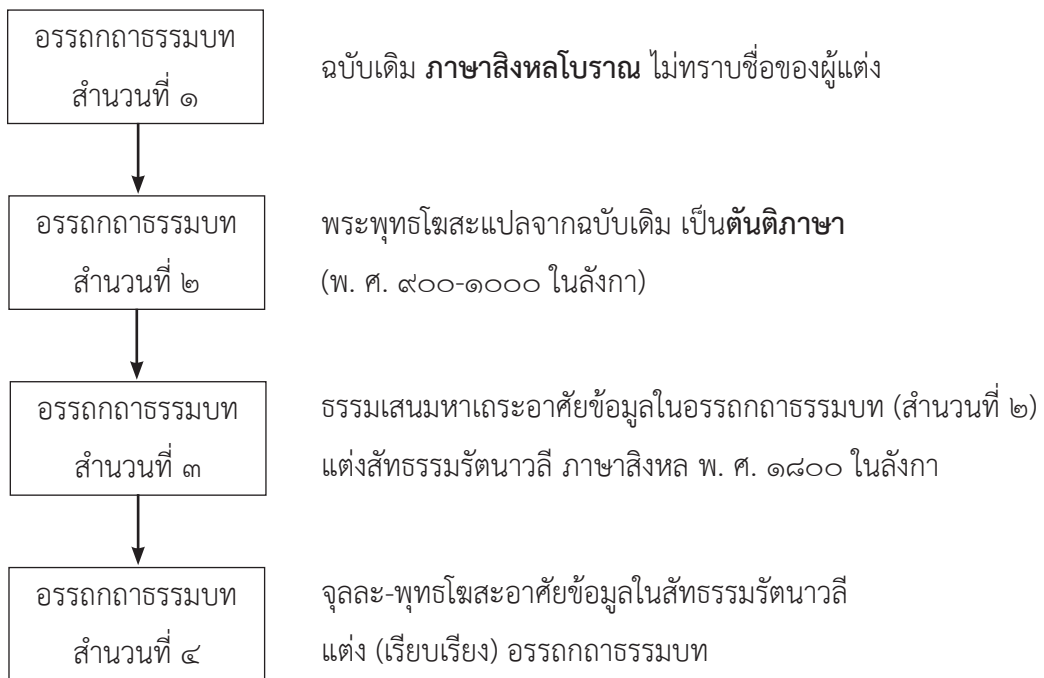 อรรถกถาธรรมบท
สำนวนที่ ๑
ฉบับเดิม ภาษาสิงหลโบราณ ไม่ทราบชื่อของผู้แต่ง
อรรถกถาธรรมบท
สำนวนที่ ๒
พระพุทธโฆสะแปลจากฉบับเดิม เป็นตันติภาษา
(พ. ศ. ๙๐๐-๑๐๐๐ ในลังกา)
อรรถกถาธรรมบท
สำนวนที่ ๓
ธรรมเสนมหาเถระอาศัยข้อมูลในอรรถกถาธรรมบท (สำนวนที่ ๒)
แต่งสัทธรรมรัตนาวลี ภาษาสิงหล พ. ศ. ๑๘๐๐ ในลังกา
อรรถกถาธรรมบท
สำนวนที่ ๔
จุลละ-พุทธโฆสะอาศัยข้อมูลในสัทธรรมรัตนาวลี
แต่ง (เรียบเรียง) อรรถกถาธรรมบท